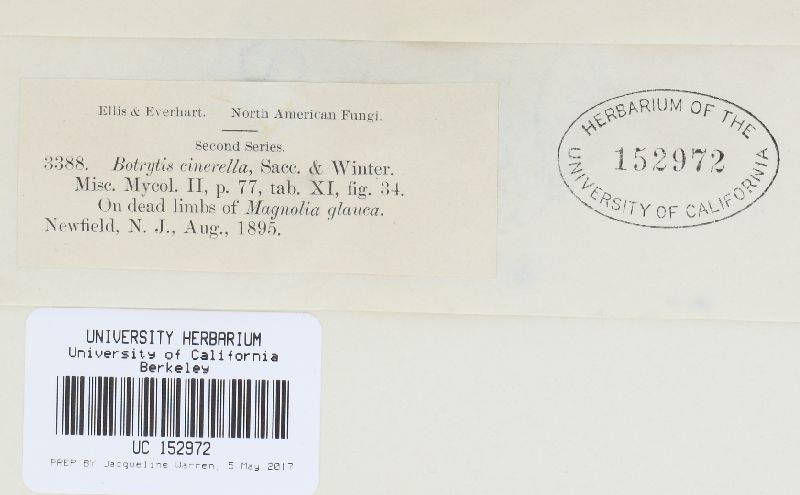 Ellis & Everhart. North American Fungi.
Second Series.
3388. Botrytis cinerella, Sacc. & Winter.
Misc. Mycol. II, p. 77, tab. XI, fig. 34.
On dead limbs of Magnolia glauca.
Newfield, N. J., Aug., 1895.
HERBARIUM OF THE
152972
UNIVERSITY OF CALIFORNIA
UNIVERSITY HERBARIUM
University of California
Berkeley
UC 152972
PREP BY Jacqueline Warren, 5 May 2017